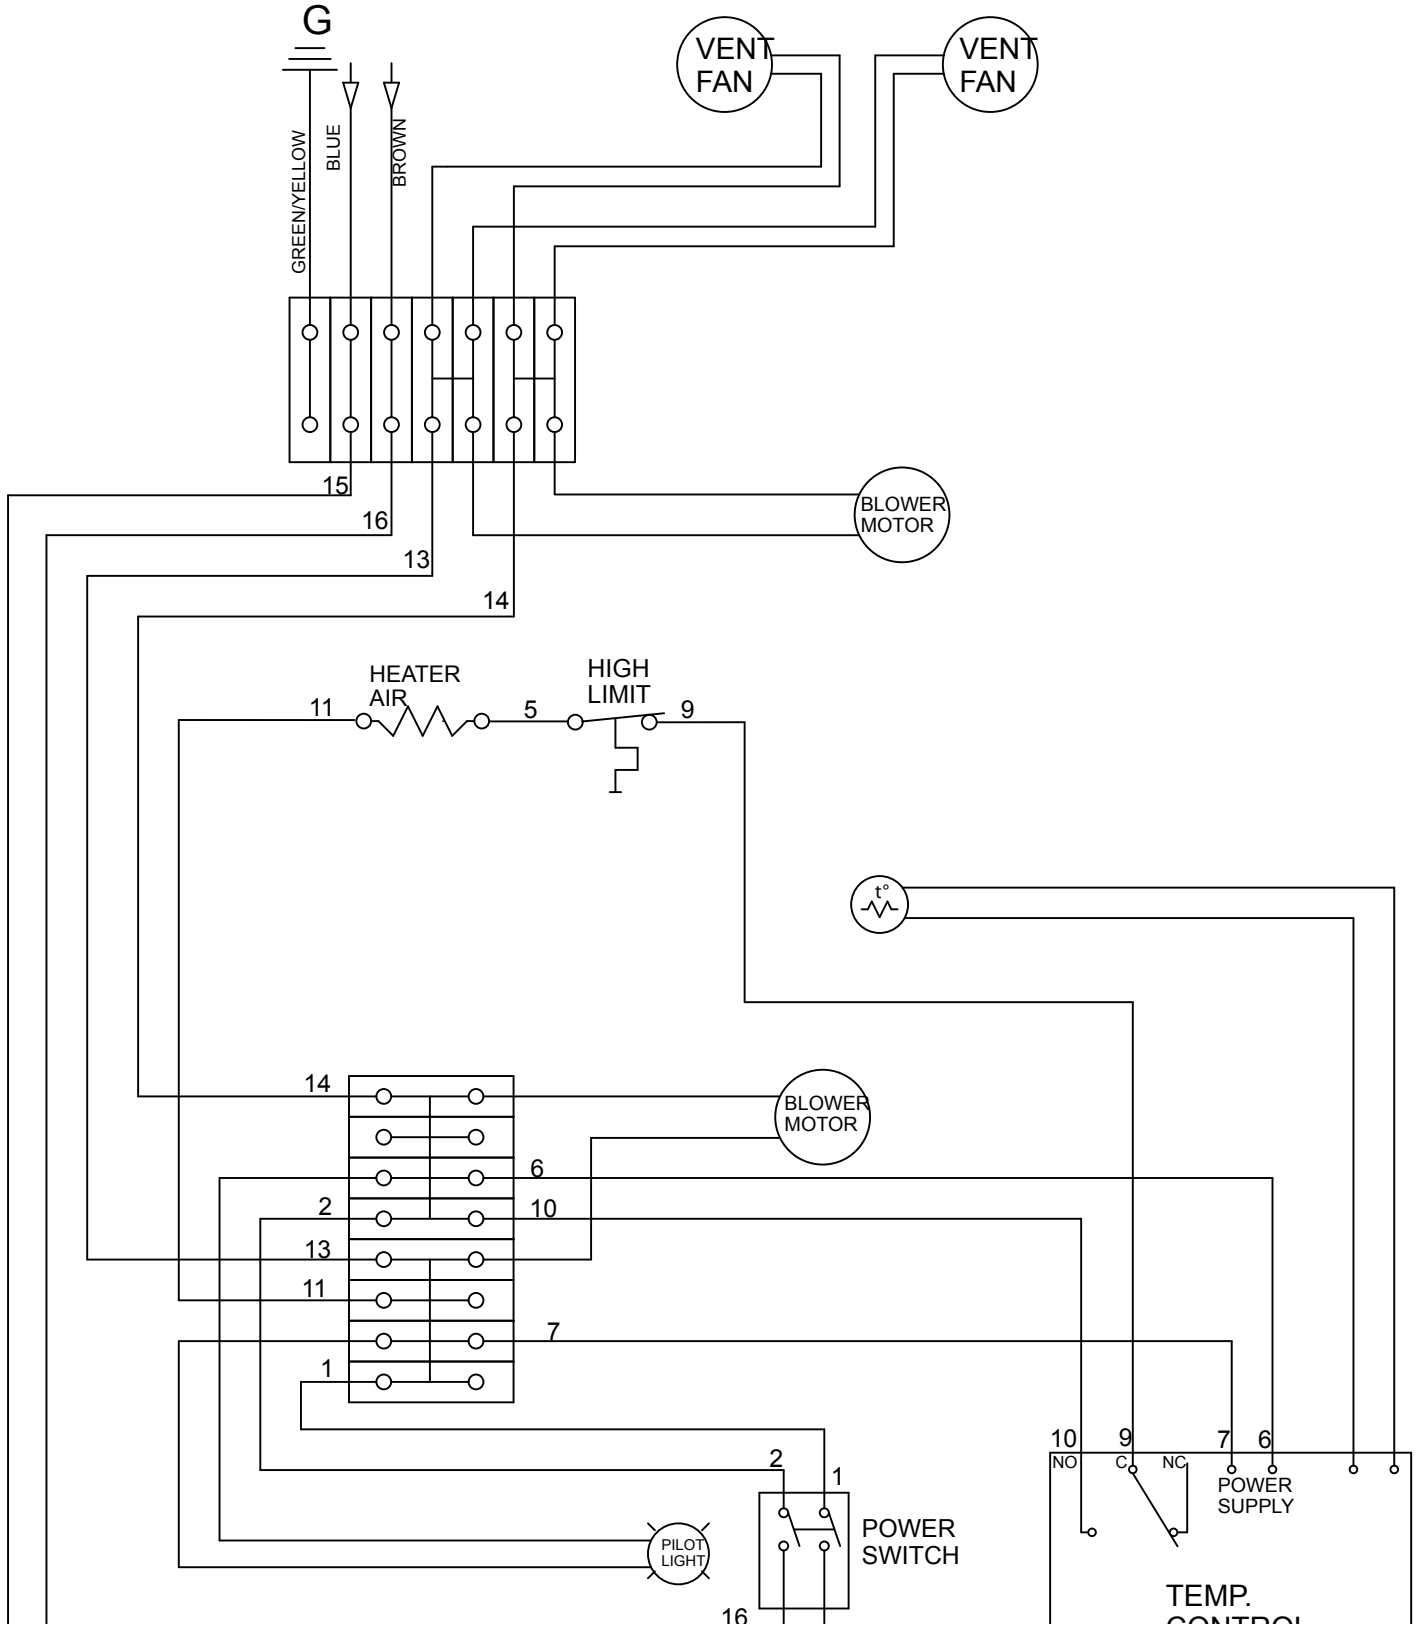 G
VENT
FAN
VENT
FAN
GREEN/YELLOW
BLUE
BROWN
15
16
13
14
BLOWER
MOTOR
HEATER
AIR
HIGH
LIMIT
11
5
9
t°
14
BLOWER
MOTOR
6
2
10
13
11
7
1
10
9
7
6
NO
C
NC
POWER
SUPPLY
2
1
POWER
SWITCH
PILOT
LIGHT
16
TEMP.
CONTROL